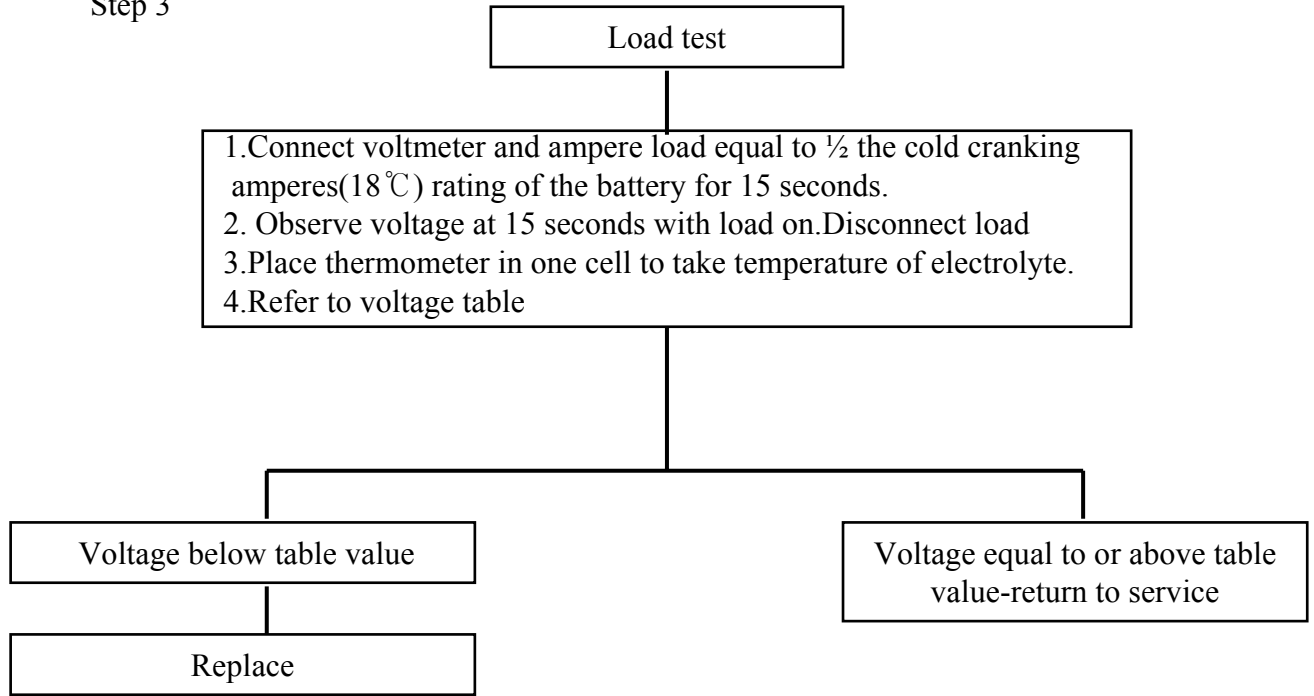 Step 3
Load test
1.Connect voltmeter and ampere load equal to ½ the cold cranking
amperes(18℃) rating of the battery for 15 seconds.
2. Observe voltage at 15 seconds with load on.Disconnect load
3.Place thermometer in one cell to take temperature of electrolyte.
4.Refer to voltage table
Voltage below table value
Voltage equal to or above table
value-return to service
Replace